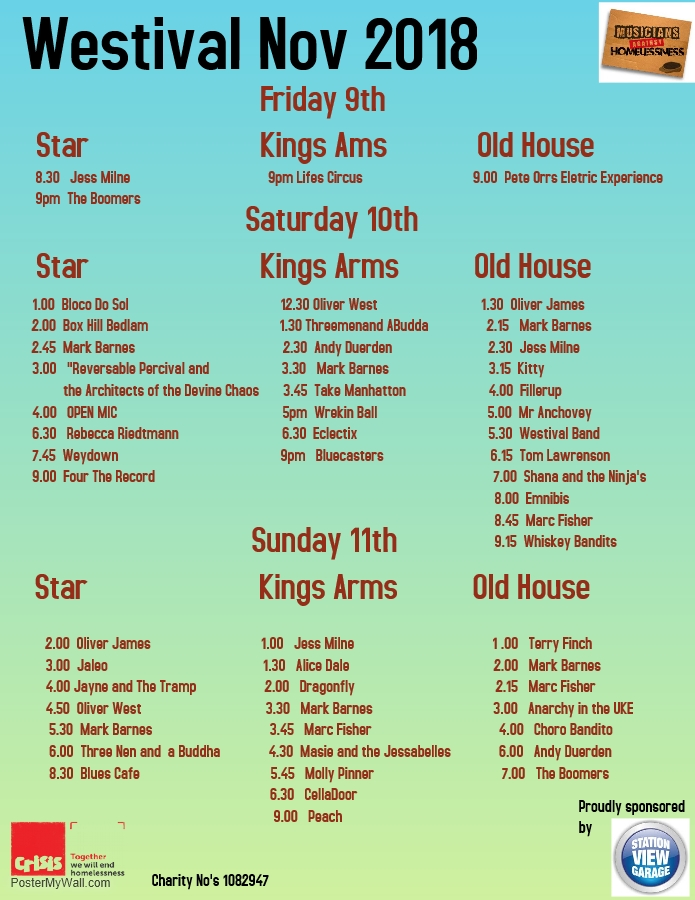 Westival Nov 2018
MUSICIANS
AGAINST
HOMELESSNESS
Friday 9th
Star
8.30 Jess Milne
9pm The Boomers
Kings Ams
9pm Lifes Circus
Old House
9.00 Pete Orrs Eletric Experience
Saturday 10th
Star
1.00 Bloco Do Sol
2.00 Box Hill Bedlam
2.45 Mark Barnes
3.00 "Reversable Percival and
the Architects of the Devine Chaos
4.00 OPEN MIC
6.30 Rebecca Riedtmann
7.45 Weydown
9.00 Four The Record
Kings Arms
12.30 Oliver West
1.30 Threemenand ABudda
2.30 Andy Duerden
3.30 Mark Barnes
3.45 Take Manhatton
5pm Wrekin Ball
6.30 Eclectix
9pm Bluecasters
Old House
1.30 Oliver James
2.15 Mark Barnes
2.30 Jess Milne
3.15 Kitty
4.00 Fillerup
5.00 Mr Anchovey
5.30 Westival Band
6.15 Tom Lawrenson
7.00 Shana and the Ninja's
8.00 Emnibis
8.45 Marc Fisher
9.15 Whiskey Bandits
Sunday 11th
Star
2.00 Oliver James
3.00 Jaleo
4.00 Jayne and The Tramp
4.50 Oliver West
5.30 Mark Barnes
6.00 Three Nen and a Buddha
8.30 Blues Cafe
Kings Arms
1.00 Jess Milne
1.30 Alice Dale
2.00 Dragonfly
3.30 Mark Barnes
3.45 Marc Fisher
4.30 Masie and the Jessabelles
5.45 Molly Pinner
6.30 CellaDoor
9.00 Peach
Old House
1 .00 Terry Finch
2.00 Mark Barnes
2.15 Marc Fisher
3.00 Anarchy in the UKE
4.00 Choro Bandito
6.00 Andy Duerden
7.00 The Boomers
Proudly sponsored
by
STATION
VIEW
GARAGE
CRISIS
Together
we will end
homelessness
PosterMyWall.com
Charity No's 1082947